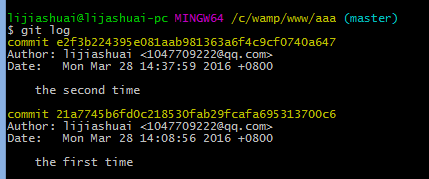 lijiashuai@lijashuai-pc MINGW64 /c/wamp/www/aaa (master)
$ git log
commit e2f3b224395e081aab981363a6f4c9cf0740a647
Author: lijiashuai <1047709222@qq.com>
Date:   Mon Mar 28 14:37:59 2016 +0800
the second time
commit 21a7745b6fd0c218530fab29fcafa695313700c6
Author: lijiashuai <1047709222@qq.com>
Date:   Mon Mar 28 14:08:56 2016 +0800
the first time